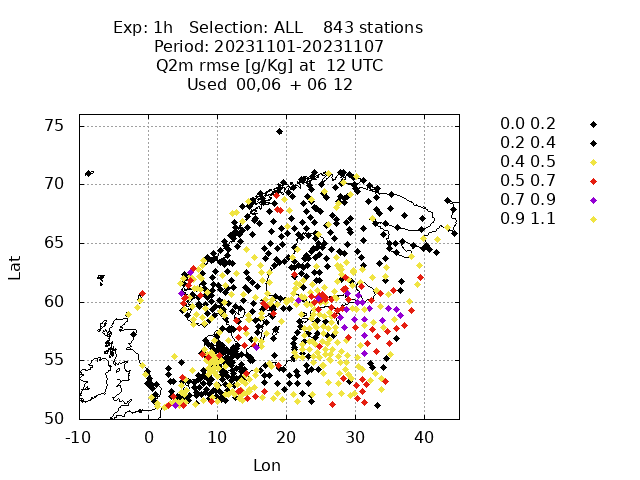 Exp: 1h   Selection: ALL    843 stations
Period: 20231101-20231107
Q2m rmse [g/Kg] at  12 UTC
Used  00,06  + 06 12
0.0 0.2
0.2 0.4
0.4 0.5
0.5 0.7
0.7 0.9
0.9 1.1
75
70
65
60
55
50
Lat
-10 0 10 20 30 40
Lon